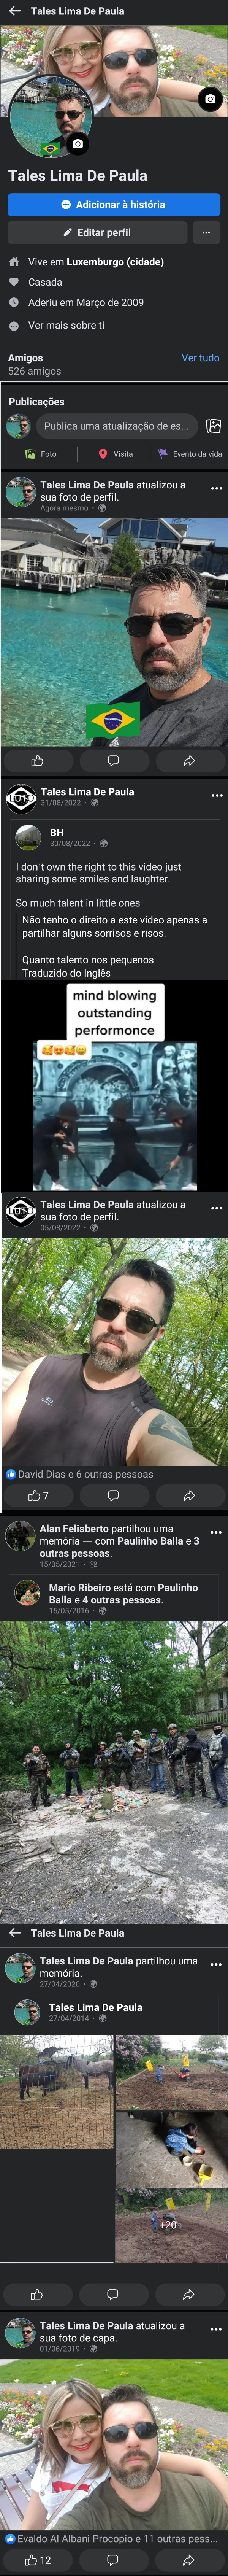 Tales Lima De Paula
Tales Lima De Paula
Adicionar à história
Editar perfil
Vive em Luxemburgo (cidade)
Casada
Aderiu em Março de 2009
Ver mais sobre ti
Amigos
Ver tudo
526 amigos
Publicações
Publica uma atualização de es...
Foto
Visita
Evento da vida
Tales Lima De Paula atualizou a
sua foto de perfil.
Agora mesmo ·
LUTO
Tales Lima De Paula
31/08/2022 ·
BH
30/08/2022 ·
I don't own the right to this video just
sharing some smiles and laughter.
So much talent in little ones
Não tenho o direito a este vídeo apenas a
partilhar alguns sorrisos e risos.
Quanto talento nos pequenos
Traduzido do Inglês
mind blowing
outstanding
performonce
LUTO
Tales Lima De Paula atualizou a
sua foto de perfil.
05/08/2022 ·
David Dias e 6 outras pessoas
7
Alan Felisberto partilhou uma
memória — com Paulinho Balla e 3
outras pessoas.
15/05/2021 ·
Mario Ribeiro está com Paulinho
Balla e 4 outras pessoas.
15/05/2016 ·
Tales Lima De Paula
Tales Lima De Paula partilhou uma
memória.
27/04/2020 ·
Tales Lima De Paula
27/04/2014 ·
+20
Tales Lima De Paula atualizou a
sua foto de capa.
01/06/2019 ·
Evaldo Al Albani Procopio e 11 outras pess...
12